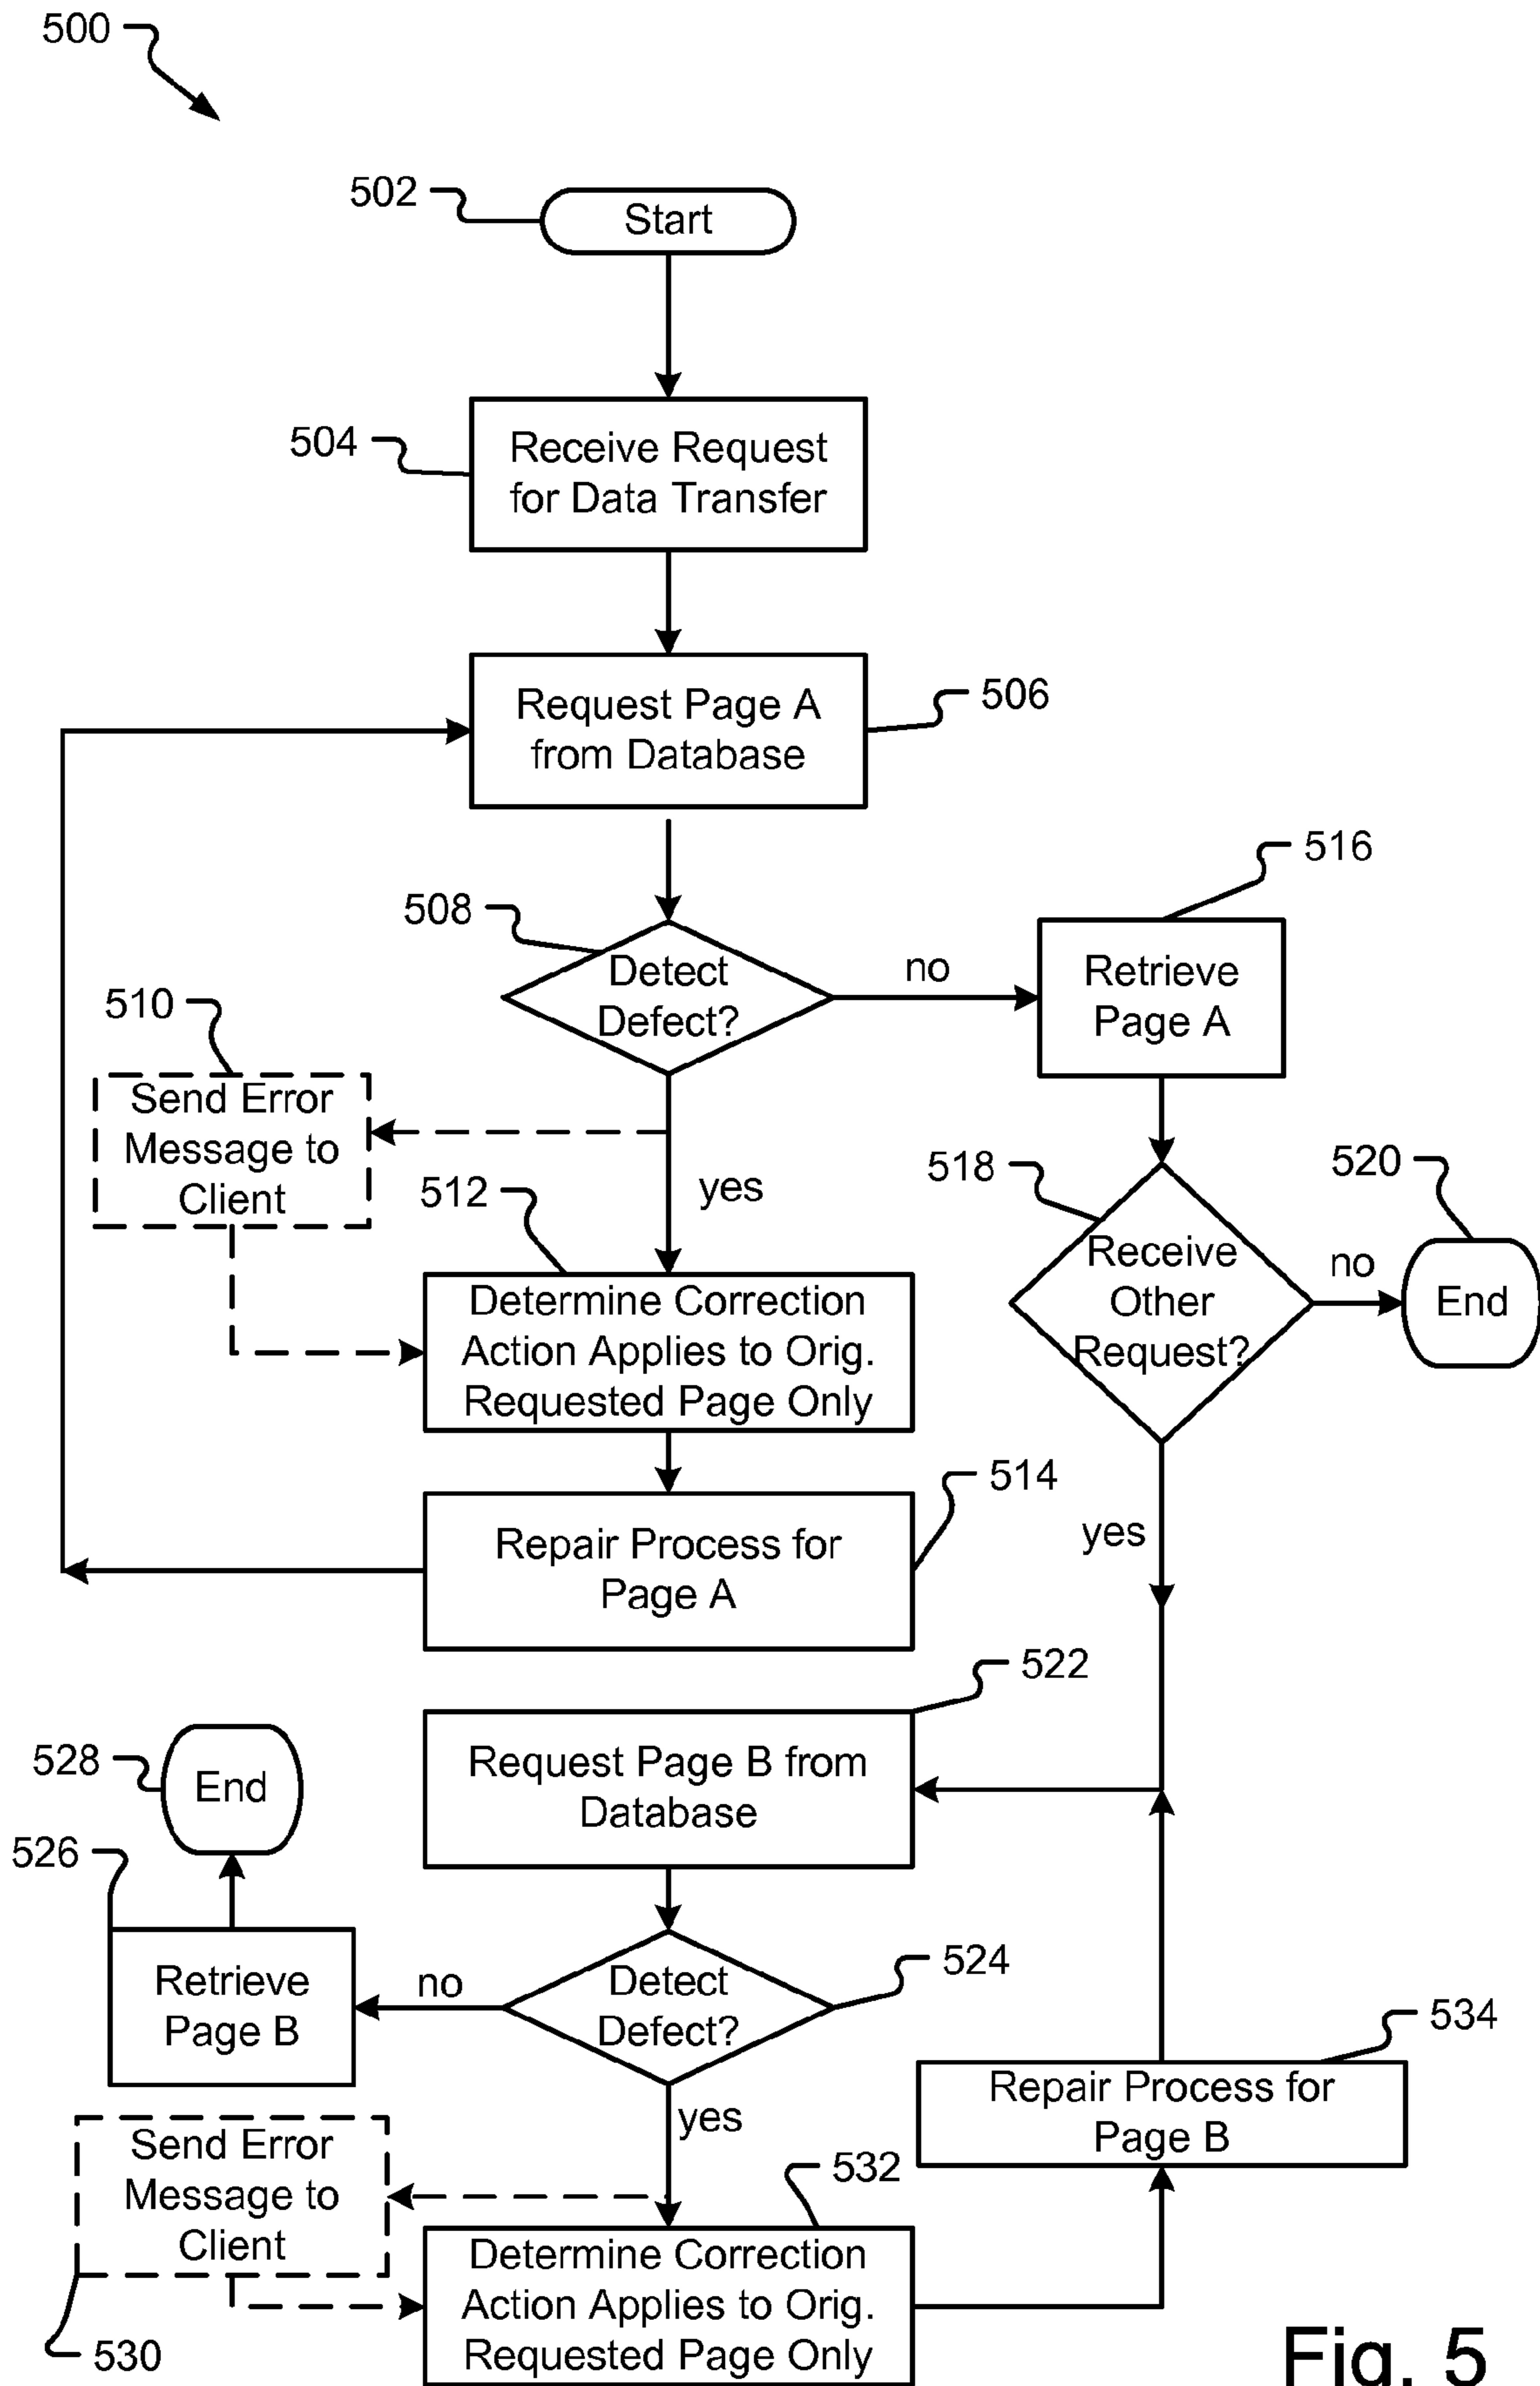 500
502
Start
504
Receive Request
for Data Transfer
Request Page A
from Database
506
508
Detect
Defect?
no
516
Retrieve
Page A
510
Send Error
Message to
Client
yes
512
Determine Correction
Action Applies to Orig.
Requested Page Only
518
Receive
Other
Request?
no
520
End
514
Repair Process for
Page A
yes
522
Request Page B from
Database
528
End
526
Retrieve
Page B
no
Detect
Defect?
524
yes
534
Repair Process for
Page B
Send Error
Message to
Client
530
532
Determine Correction
Action Applies to Orig.
Requested Page Only
Fig. 5